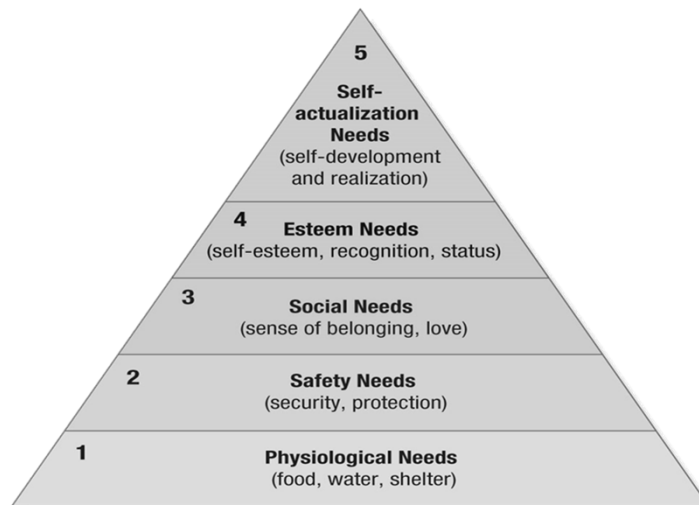 5
Self-
actualization
Needs
(self-development
and realization)
4
Esteem Needs
(self-esteem, recognition, status)
3
Social Needs
(sense of belonging, love)
2
Safety Needs
(security, protection)
1
Physiological Needs
(food, water, shelter)